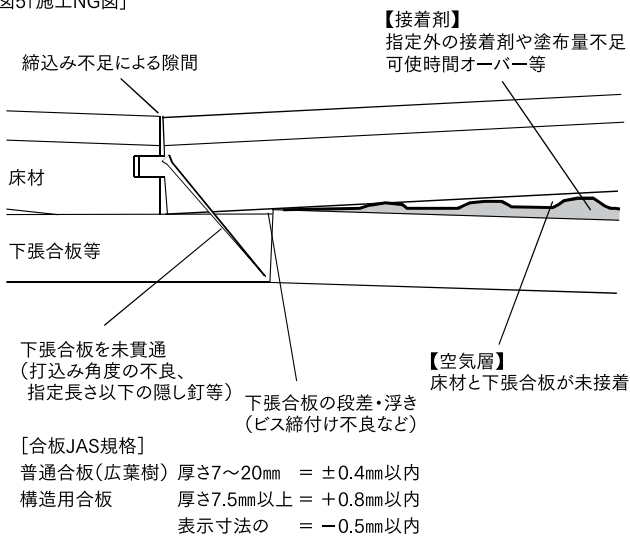 図5「施工NG図」
【接着剤】
指定外の接着剤や塗布量不足
可使時間オーバー等
締込み不足による隙間
床材
下張合板等
下張合板を未貫通
(打込み角度の不良、
指定長さ以下の隠し釘等)
下張合板の段差・浮き
(ビス締付け不良など)
【空気層】
床材と下張合板が未接着
[合板JAS規格]
普通合板(広葉樹) 厚さ7〜20㎜ = ±0.4㎜以内
構造用合板 厚さ7.5㎜以上 = +0.8㎜以内
表示寸法の = −0.5㎜以内